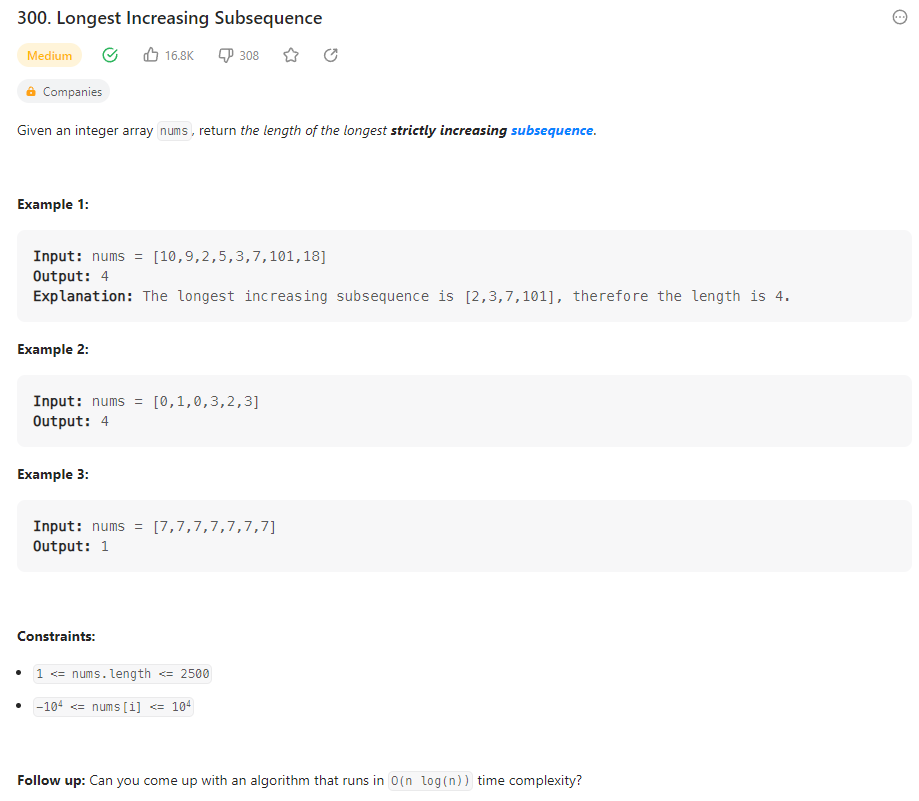 300. Longest Increasing Subsequence
Medium 16.8K 308
Companies
Given an integer array nums, return the length of the longest strictly increasing subsequence.
Example 1:
Input: nums = [10,9,2,5,3,7,101,18]
Output: 4
Explanation: The longest increasing subsequence is [2,3,7,101], therefore the length is 4.
Example 2:
Input: nums = [0,1,0,3,2,3]
Output: 4
Example 3:
Input: nums = [7,7,7,7,7,7,7]
Output: 1
Constraints:
• 1 <= nums.length <= 2500
• -10⁴ <= nums[i] <= 10⁴
Follow up: Can you come up with an algorithm that runs in O(n log(n)) time complexity?